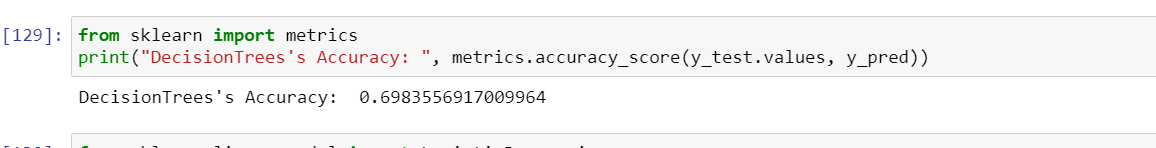 [129]: from sklearn import metrics
print("DecisionTrees's Accuracy: ", metrics.accuracy_score(y_test.values, y_pred))
DecisionTrees's Accuracy:  0.6983556917009964